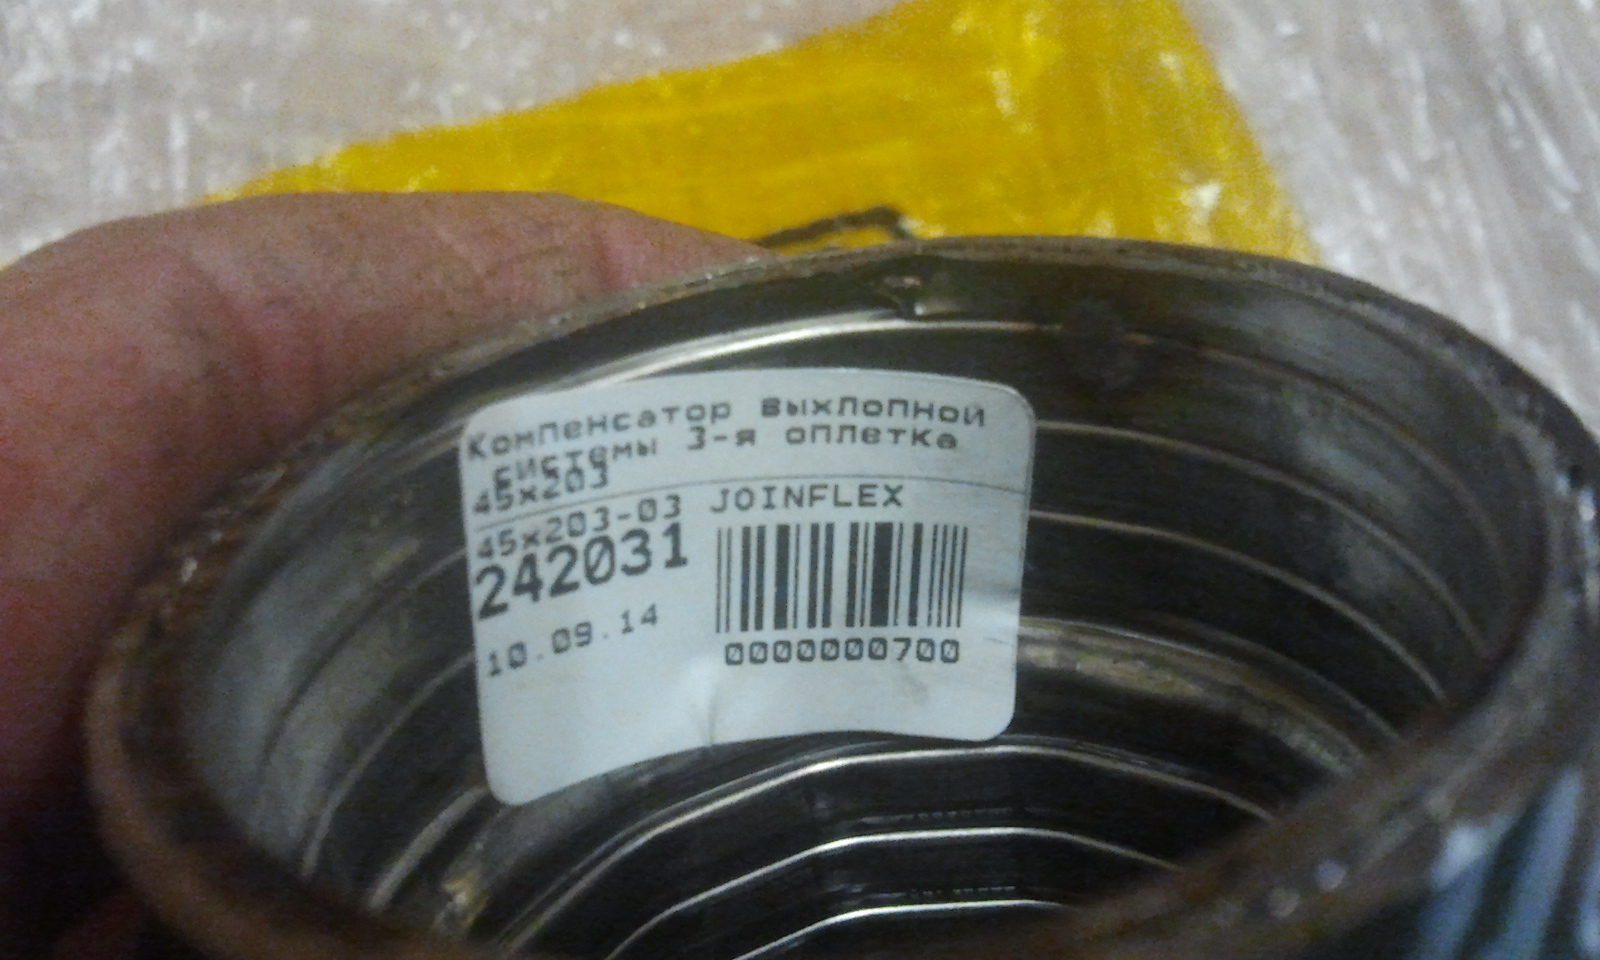 Компенсатор выхлопной
системы 3-я оплетка
45x203
45x203-03 JOINFLEX
242031
10.09.14
0000000700